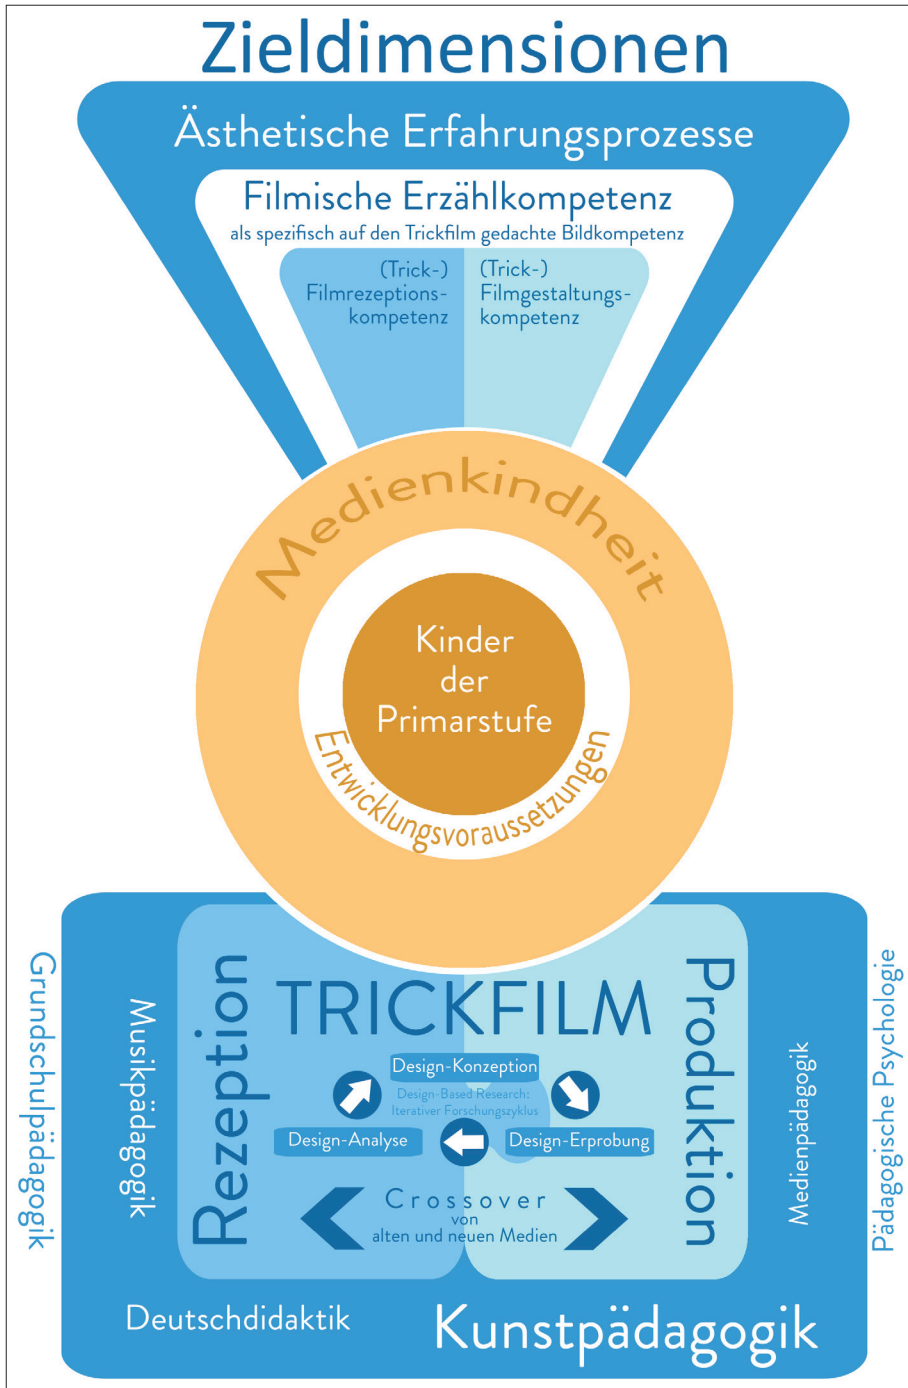 Zieldimensionen
Ästhetische Erfahrungsprozesse
Filmische Erzählkompetenz
als spezifisch auf den Trickfilm gedachte Bildkompetenz
(Trick-)
Filmrezeptions-
kompetenz
(Trick-)
Filmgestaltungs-
kompetenz
Medienkindheit
Kinder
der
Primarstufe
Entwicklungsvoraussetzungen
Grundschulpädagogik
Musikpädagogik
Rezeption
TRICKFILM
Design-Konzeption
Design-Based Research:
Iterativer Forschungszyklus
Design-Analyse
Design-Erprobung
Crossover
von
alten und neuen Medien
Produktion
Medienpädagogik
Pädagogische Psychologie
Deutschdidaktik
Kunstpädagogik